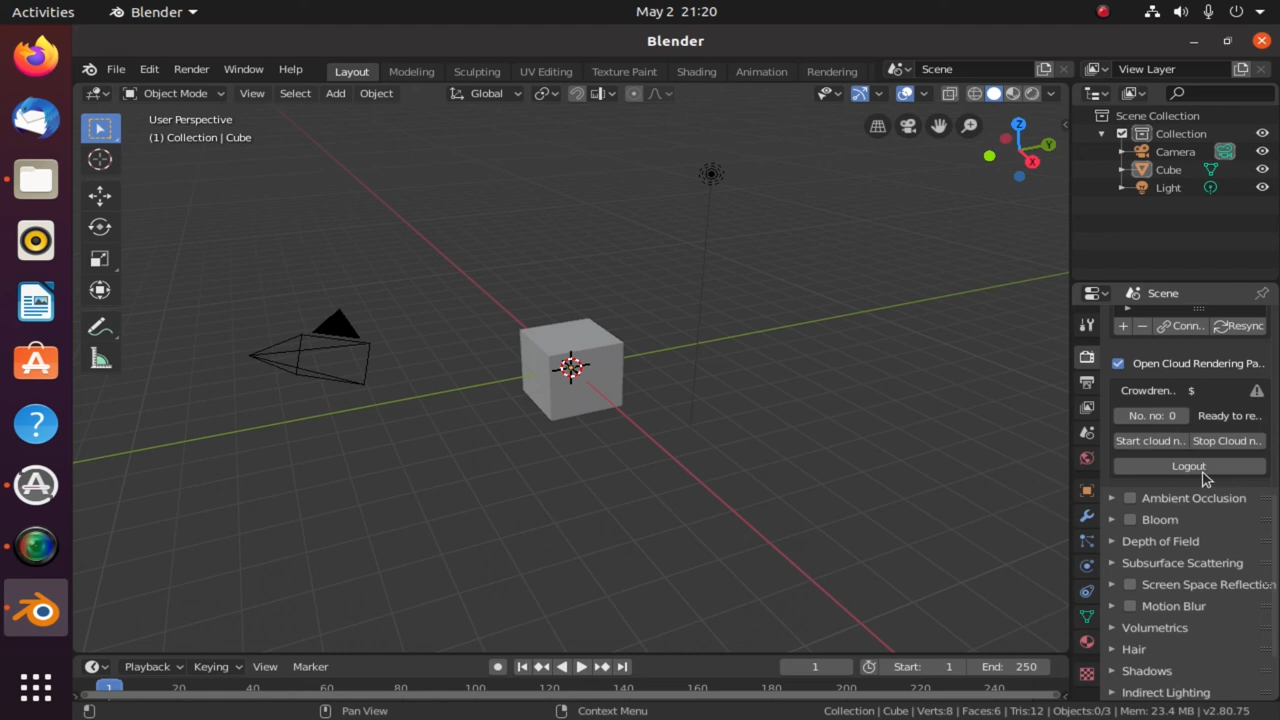 Activities Blender May 2 21:20
Blender
File Edit Render Window Help Layout Modeling Sculpting UV Editing Texture Paint Shading Animation Rendering Scene View Layer
Object Mode View Select Add Object Global
User Perspective
(1) Collection | Cube
Z
Y
X
Scene Collection
Collection
Camera
Cube
Light
Scene
Conn.. Resync
Open Cloud Rendering Pa..
Crowdren.. $
No. no: 0 Ready to re..
Start cloud n.. Stop Cloud n..
Logout
Ambient Occlusion
Bloom
Depth of Field
Subsurface Scattering
Screen Space Reflection
Motion Blur
Volumetrics
Hair
Shadows
Indirect Lighting
Playback Keying View Marker 1 Start: 1 End: 250
1 20 40 60 80 100 120 140 160 180 200 220 240
Pan View Context Menu Collection | Cube | Verts:8 | Faces:6 | Tris:12 | Objects:0/3 | Mem: 23.4 MB | v2.80.75